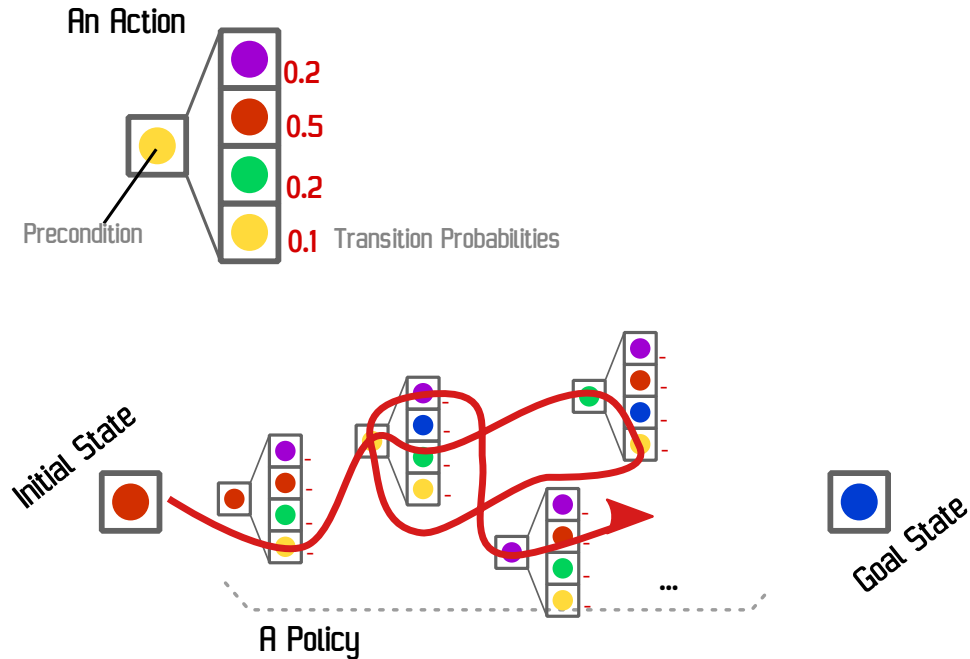 An Action
0.2
0.5
0.2
0.1
Precondition
Transition Probabilities
Initial State
Goal State
...
A Policy